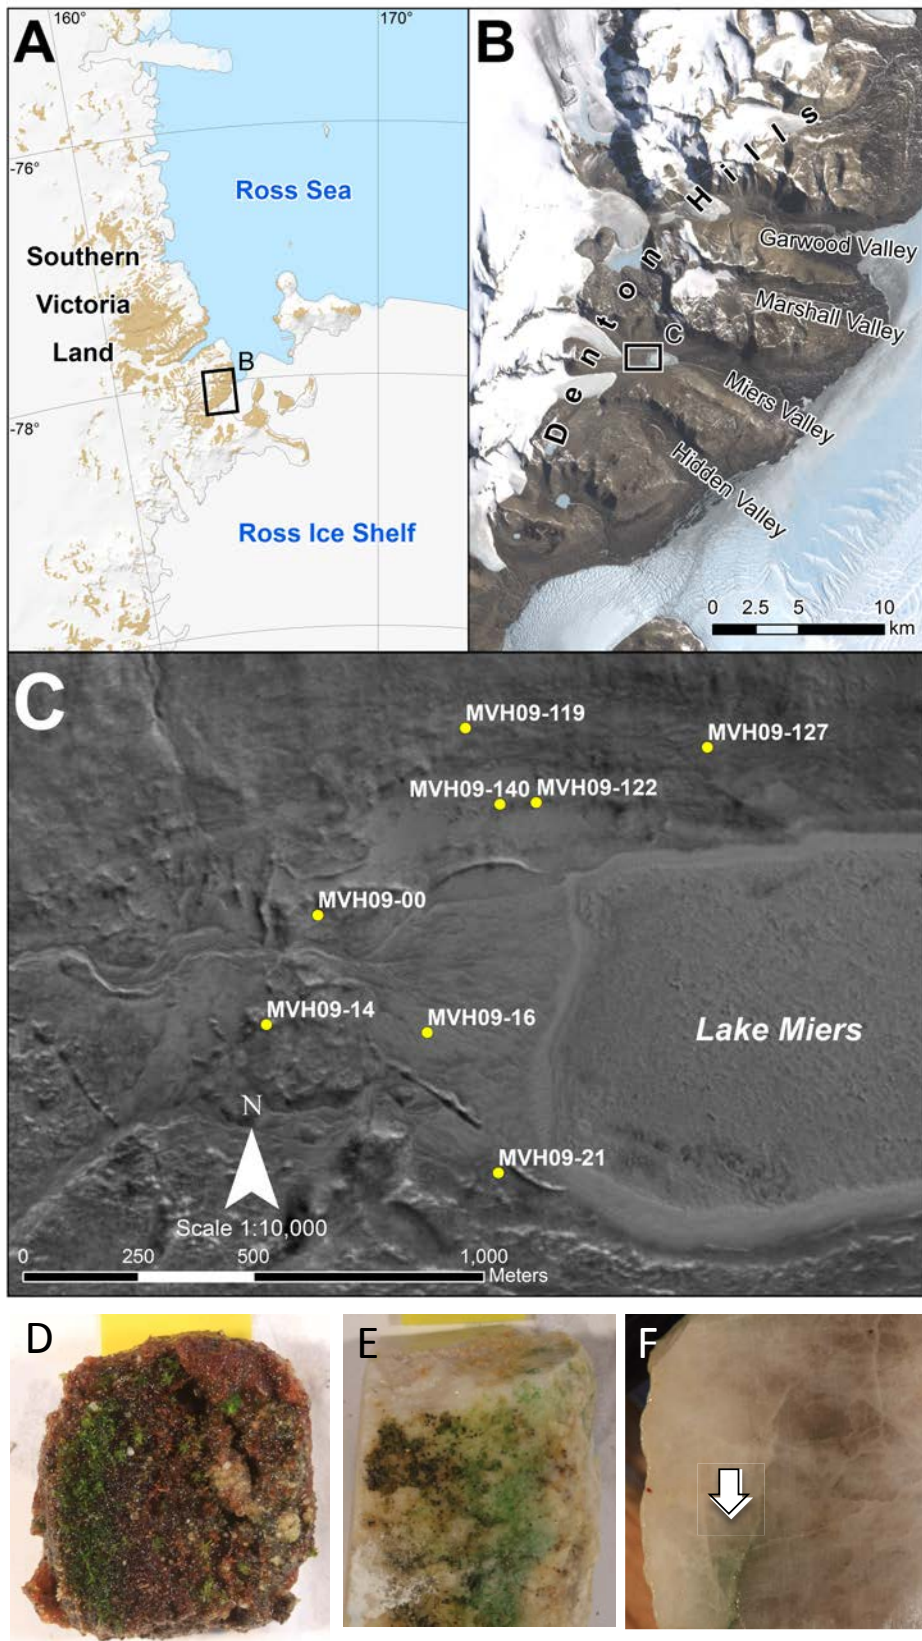 A
160°
170°
-76°
Ross Sea
Southern
Victoria
Land
B
-78°
Ross Ice Shelf
B
Denton Hills
Garwood Valley
Marshall Valley
C
Miers Valley
Hidden Valley
0 2.5 5 10
km
C
MVH09-119
MVH09-127
MVH09-140
MVH09-122
MVH09-00
MVH09-14
MVH09-16
Lake Miers
N
MVH09-21
Scale 1:10,000
0 250 500 1,000
Meters
D
E
F